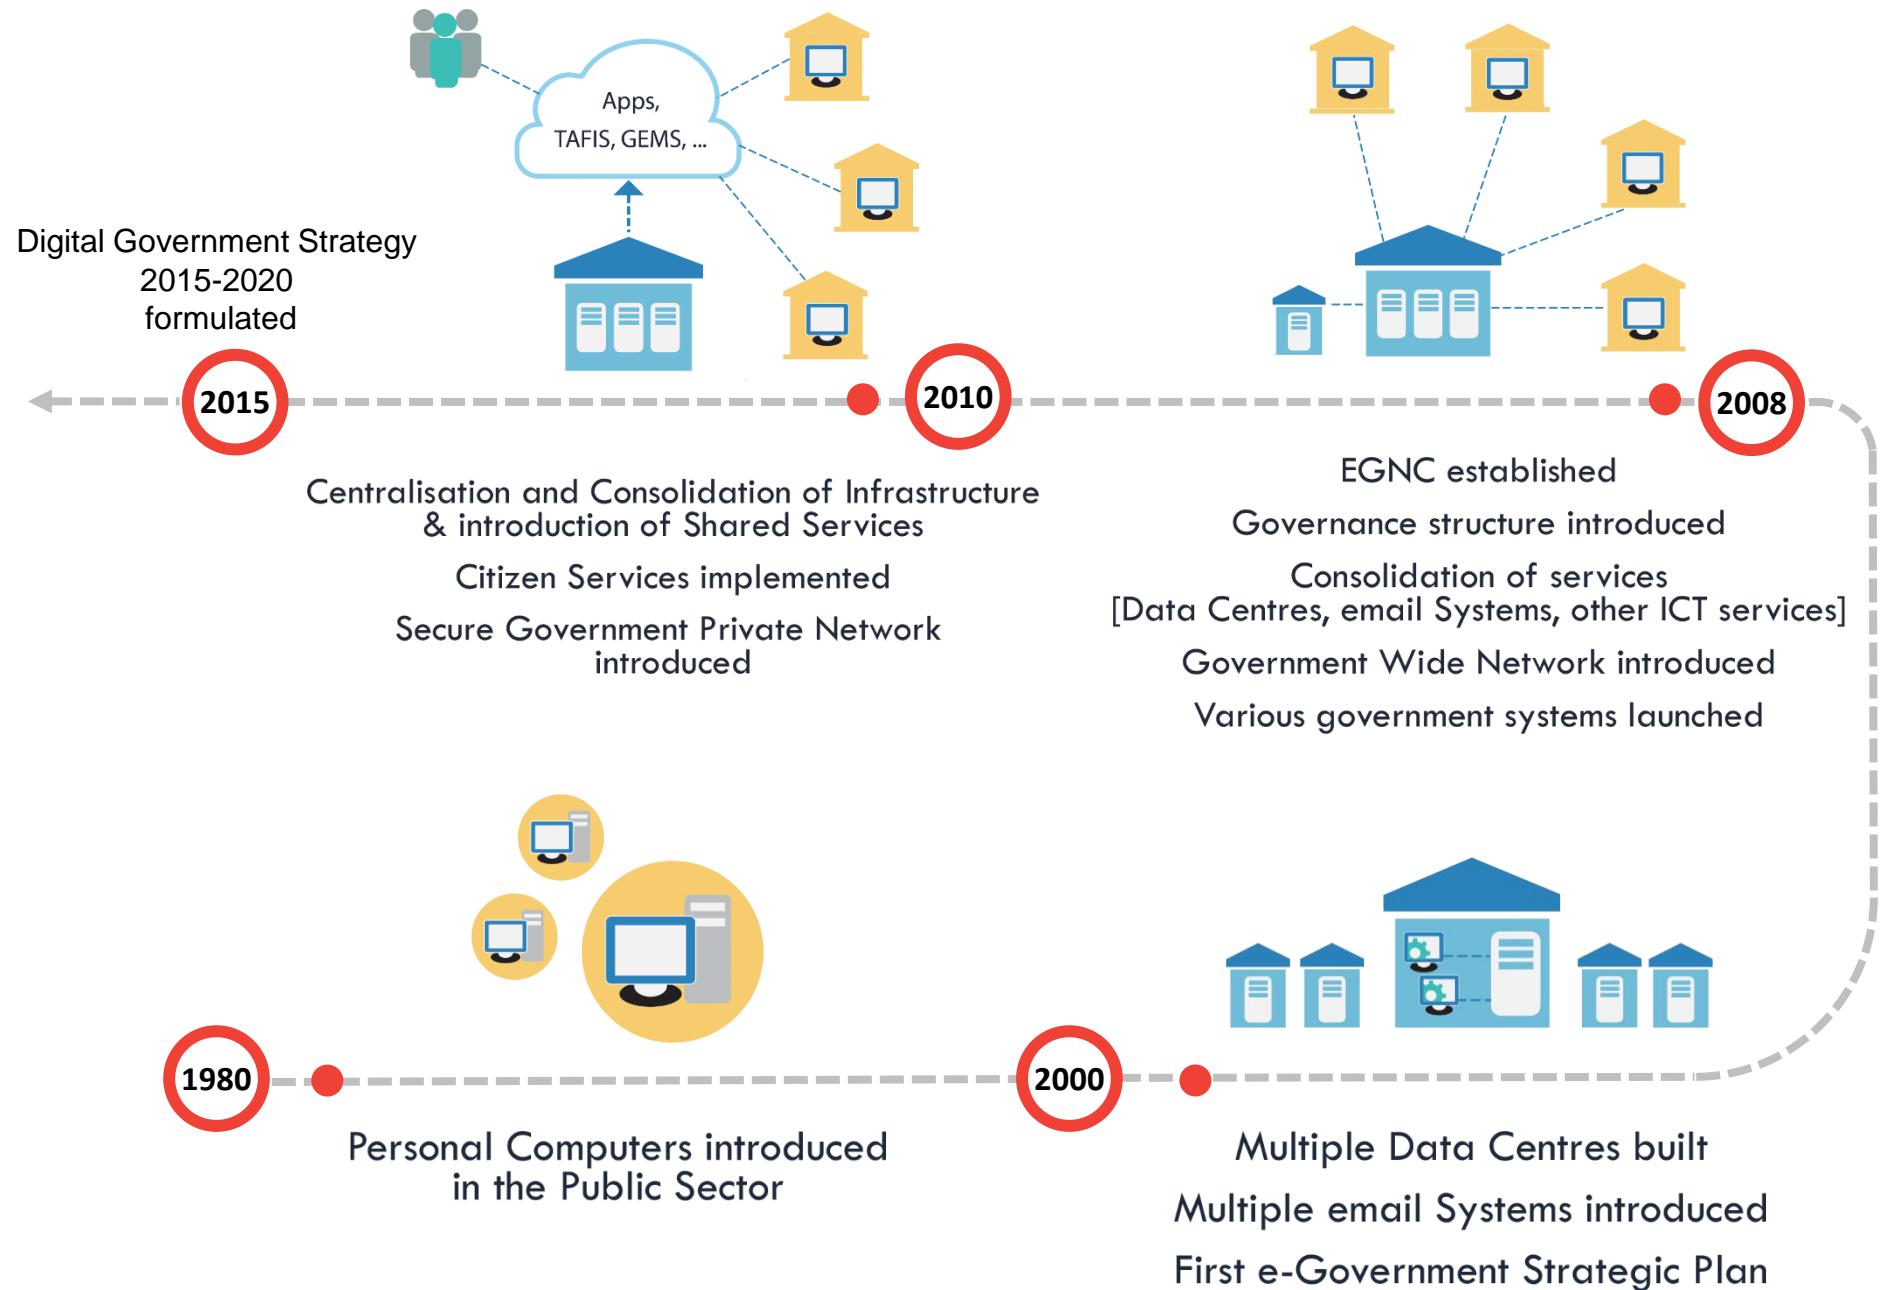 Apps,
TAFIS, GEMS, ...
Digital Government Strategy
2015-2020
formulated
2015
2010
2008
Centralisation and Consolidation of Infrastructure
& introduction of Shared Services
Citizen Services implemented
Secure Government Private Network
introduced
EGNC established
Governance structure introduced
Consolidation of services
[Data Centres, email Systems, other ICT services]
Government Wide Network introduced
Various government systems launched
1980
2000
Personal Computers introduced
in the Public Sector
Multiple Data Centres built
Multiple email Systems introduced
First e-Government Strategic Plan